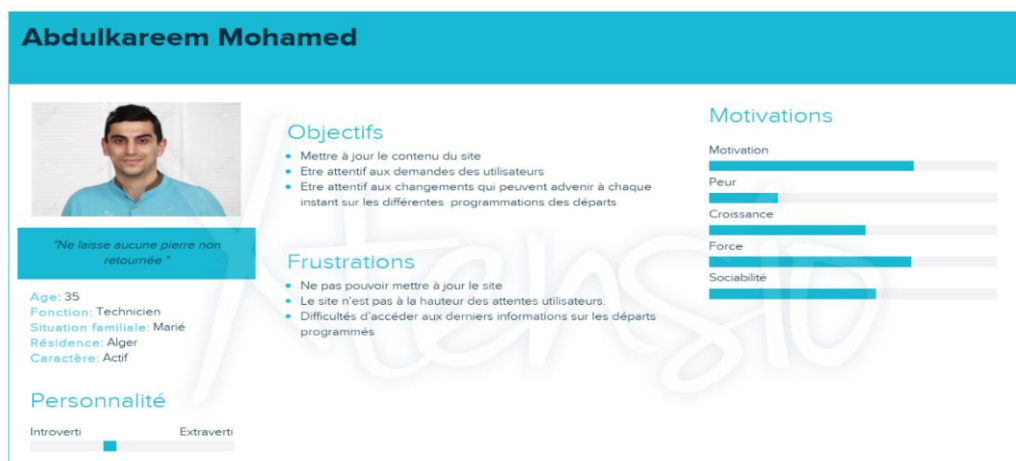 Abdulkareem Mohamed
"Ne laisse aucune pierre non
retournée "
Age: 35
Fonction: Technicien
Situation familiale: Marié
Résidence: Alger
Caractère: Actif
Personnalité
Introverti Extraverti
Objectifs
Mettre à jour le contenu du site
Etre attentif aux demandes des utilisateurs
Etre attentif aux changements qui peuvent advenir à chaque
instant sur les différentes programmations des départs
Frustrations
Ne pas pouvoir mettre à jour le site
Le site n'est pas à la hauteur des attentes utilisateurs.
Difficultés d'accéder aux derniers informations sur les départs
programmés
Motivations
Motivation
Peur
Croissance
Force
Sociabilité
Xtensio